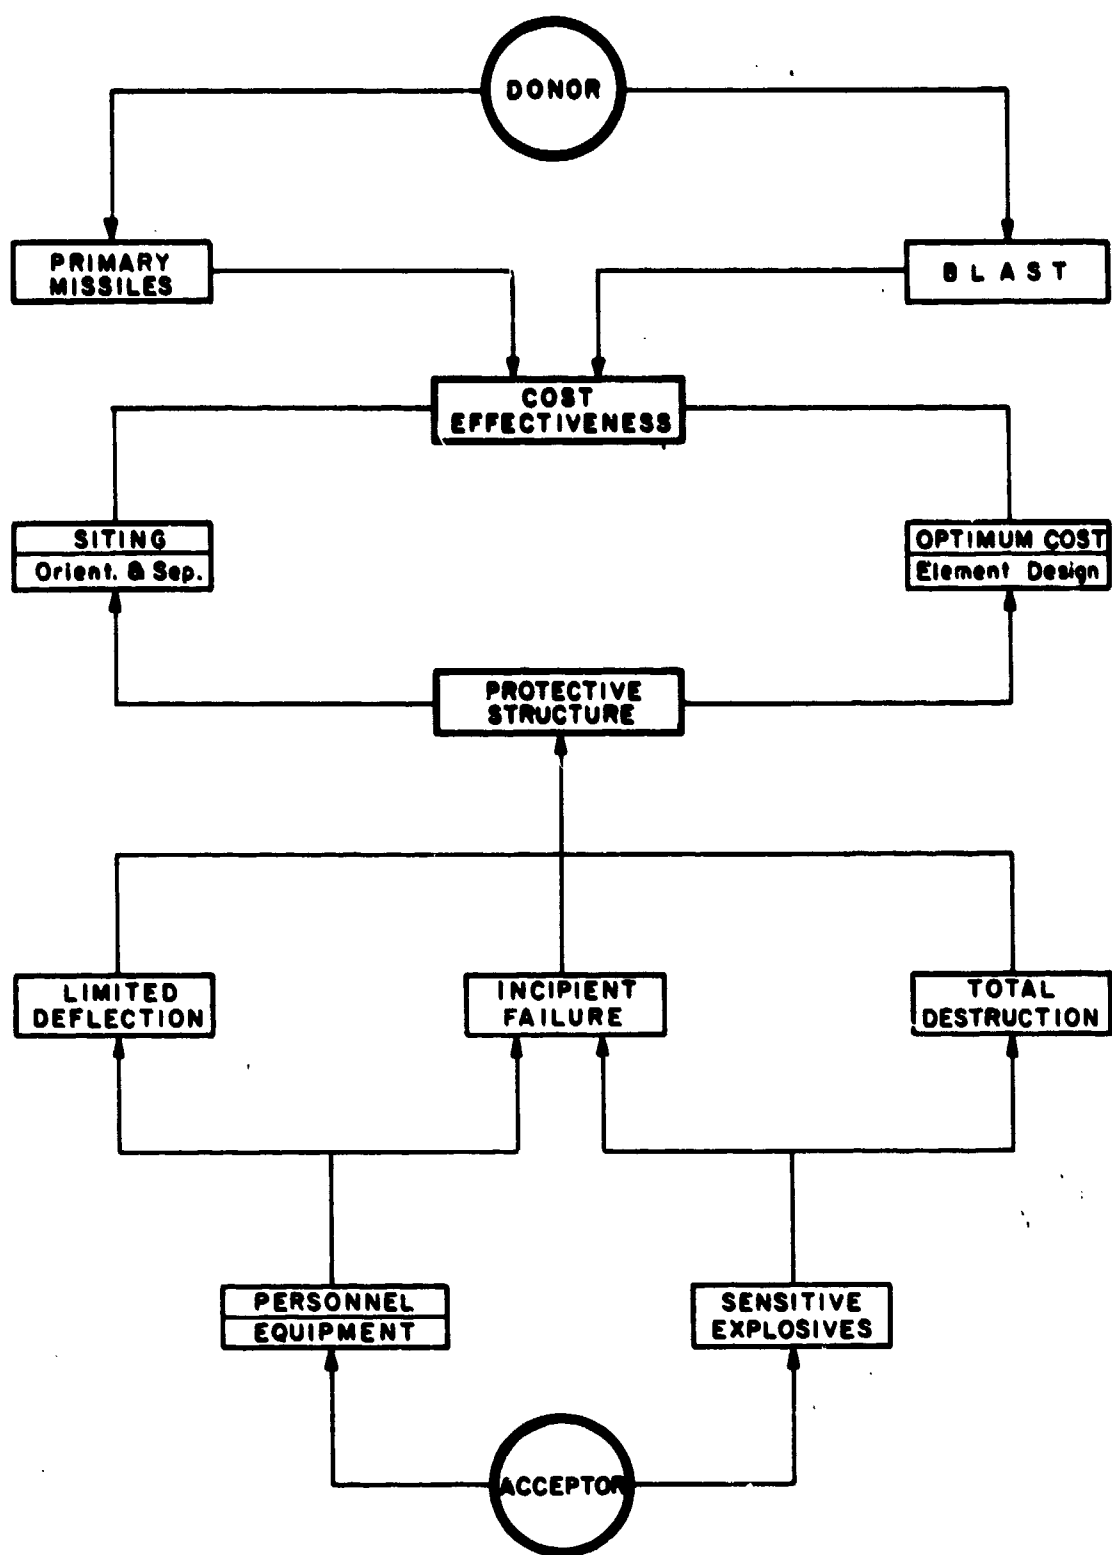 DONOR
PRIMARY
MISSILES
BLAST
COST
EFFECTIVENESS
SITING
Orient. & Sep.
OPTIMUM COST
Element Design
PROTECTIVE
STRUCTURE
LIMITED
DEFLECTION
INCIPIENT
FAILURE
TOTAL
DESTRUCTION
PERSONNEL
EQUIPMENT
SENSITIVE
EXPLOSIVES
ACCEPTOR